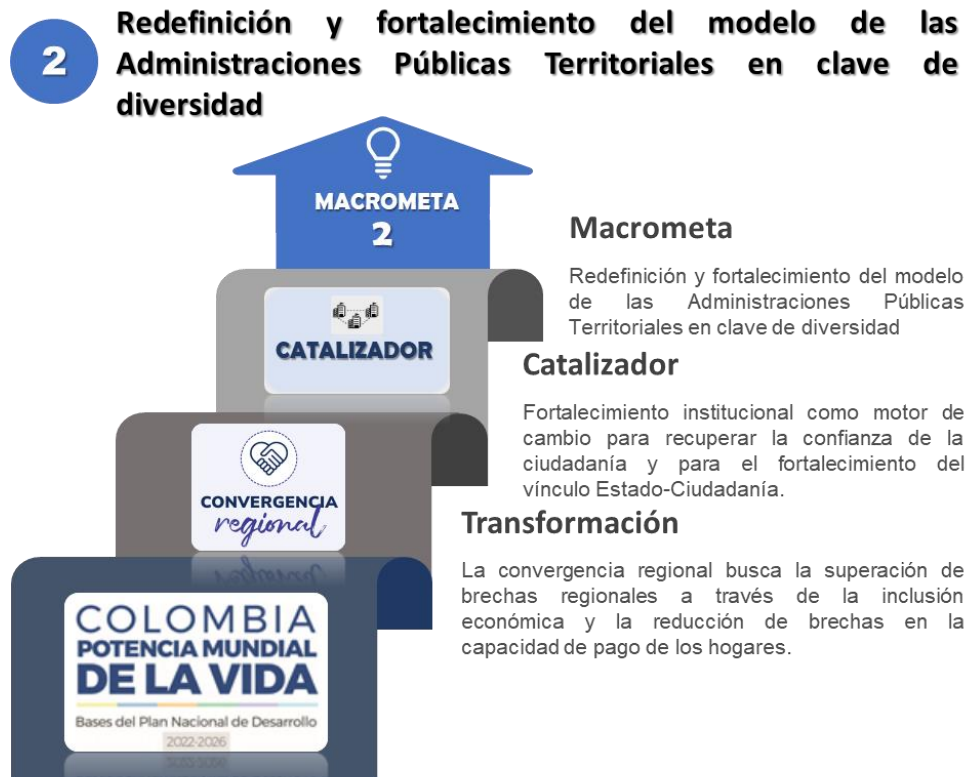 2
Redefinición y fortalecimiento del modelo de las
Administraciones Públicas Territoriales en clave de
diversidad
MACROMETA
2
Macrometa
Redefinición y fortalecimiento del modelo
de las Administraciones Públicas
Territoriales en clave de diversidad
CATALIZADOR
Catalizador
Fortalecimiento institucional como motor de
cambio para recuperar la confianza de la
ciudadanía y para el fortalecimiento del
vínculo Estado-Ciudadanía.
CONVERGENCIA
regional
Transformación
La convergencia regional busca la superación de
brechas regionales a través de la inclusión
económica y la reducción de brechas en la
capacidad de pago de los hogares.
COLOMBIA
POTENCIA MUNDIAL
DE LA VIDA
Bases del Plan Nacional de Desarrollo
2022-2026